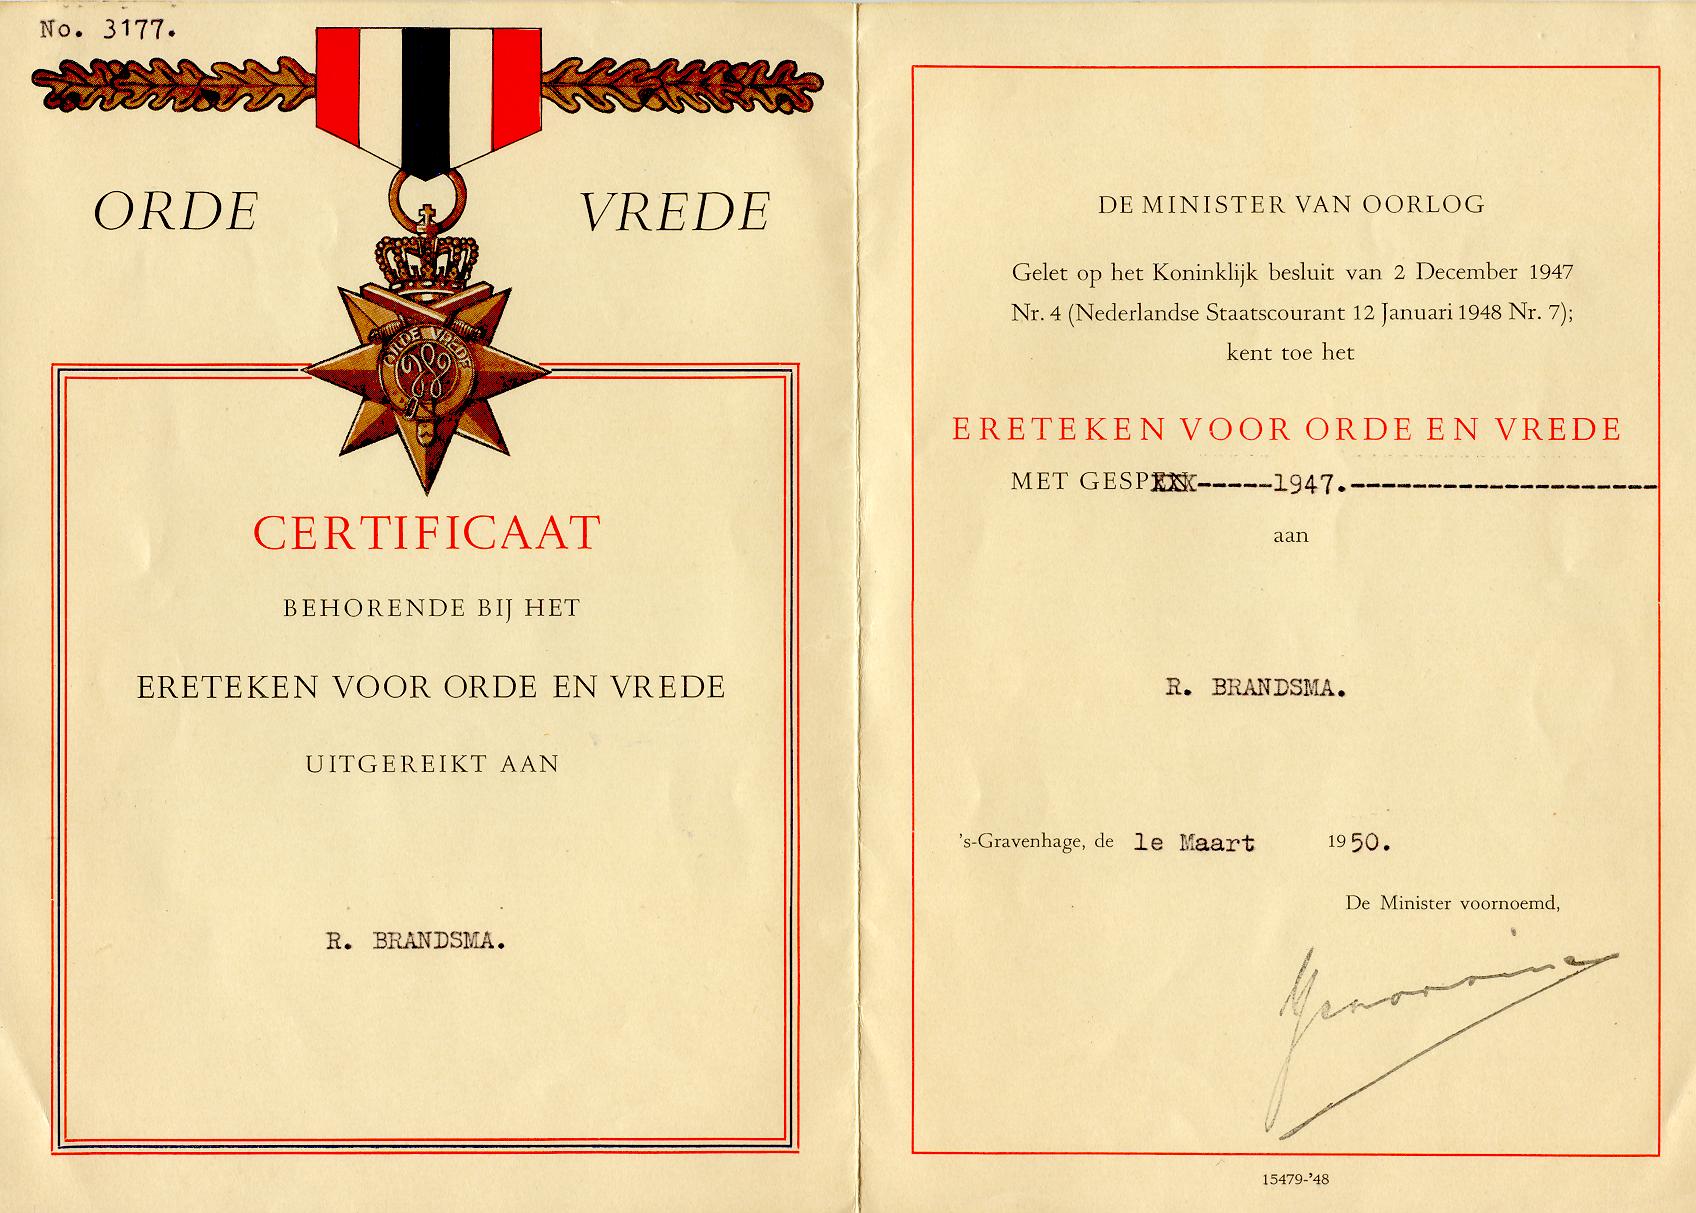 No. 3177.
ORDE VREDE
ORDE VREDE
CERTIFICAAT
BEHORENDE BIJ HET
ERETEKEN VOOR ORDE EN VREDE
UITGEREIKT AAN
R. BRANDSMA.
DE MINISTER VAN OORLOG
Gelet op het Koninklijk besluit van 2 December 1947
Nr. 4 (Nederlandse Staatscourant 12 Januari 1948 Nr. 7);
kent toe het
ERETEKEN VOOR ORDE EN VREDE
MET GESP-----1947.--------------------
aan
R. BRANDSMA.
's-Gravenhage, de 1e Maart 1950.
De Minister voornoemd,
15479-'48